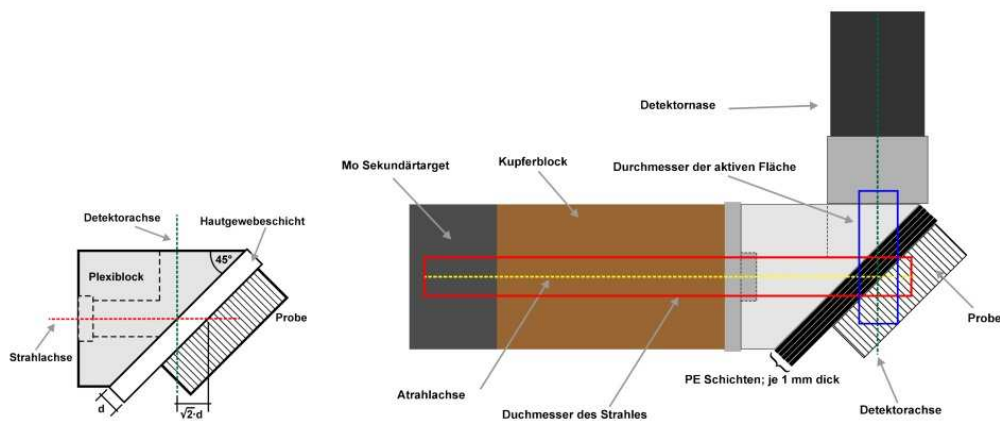 Detektorachse
Hautgewebeschicht
45°
Plexiblock
Probe
Strahlachse
d
√2·d
Detektornase
Mo Sekundärtarget
Kupferblock
Durchmesser der aktiven Fläche
Probe
PE Schichten; je 1 mm dick
Atrahlachse
Duchmesser des Strahles
Detektorachse